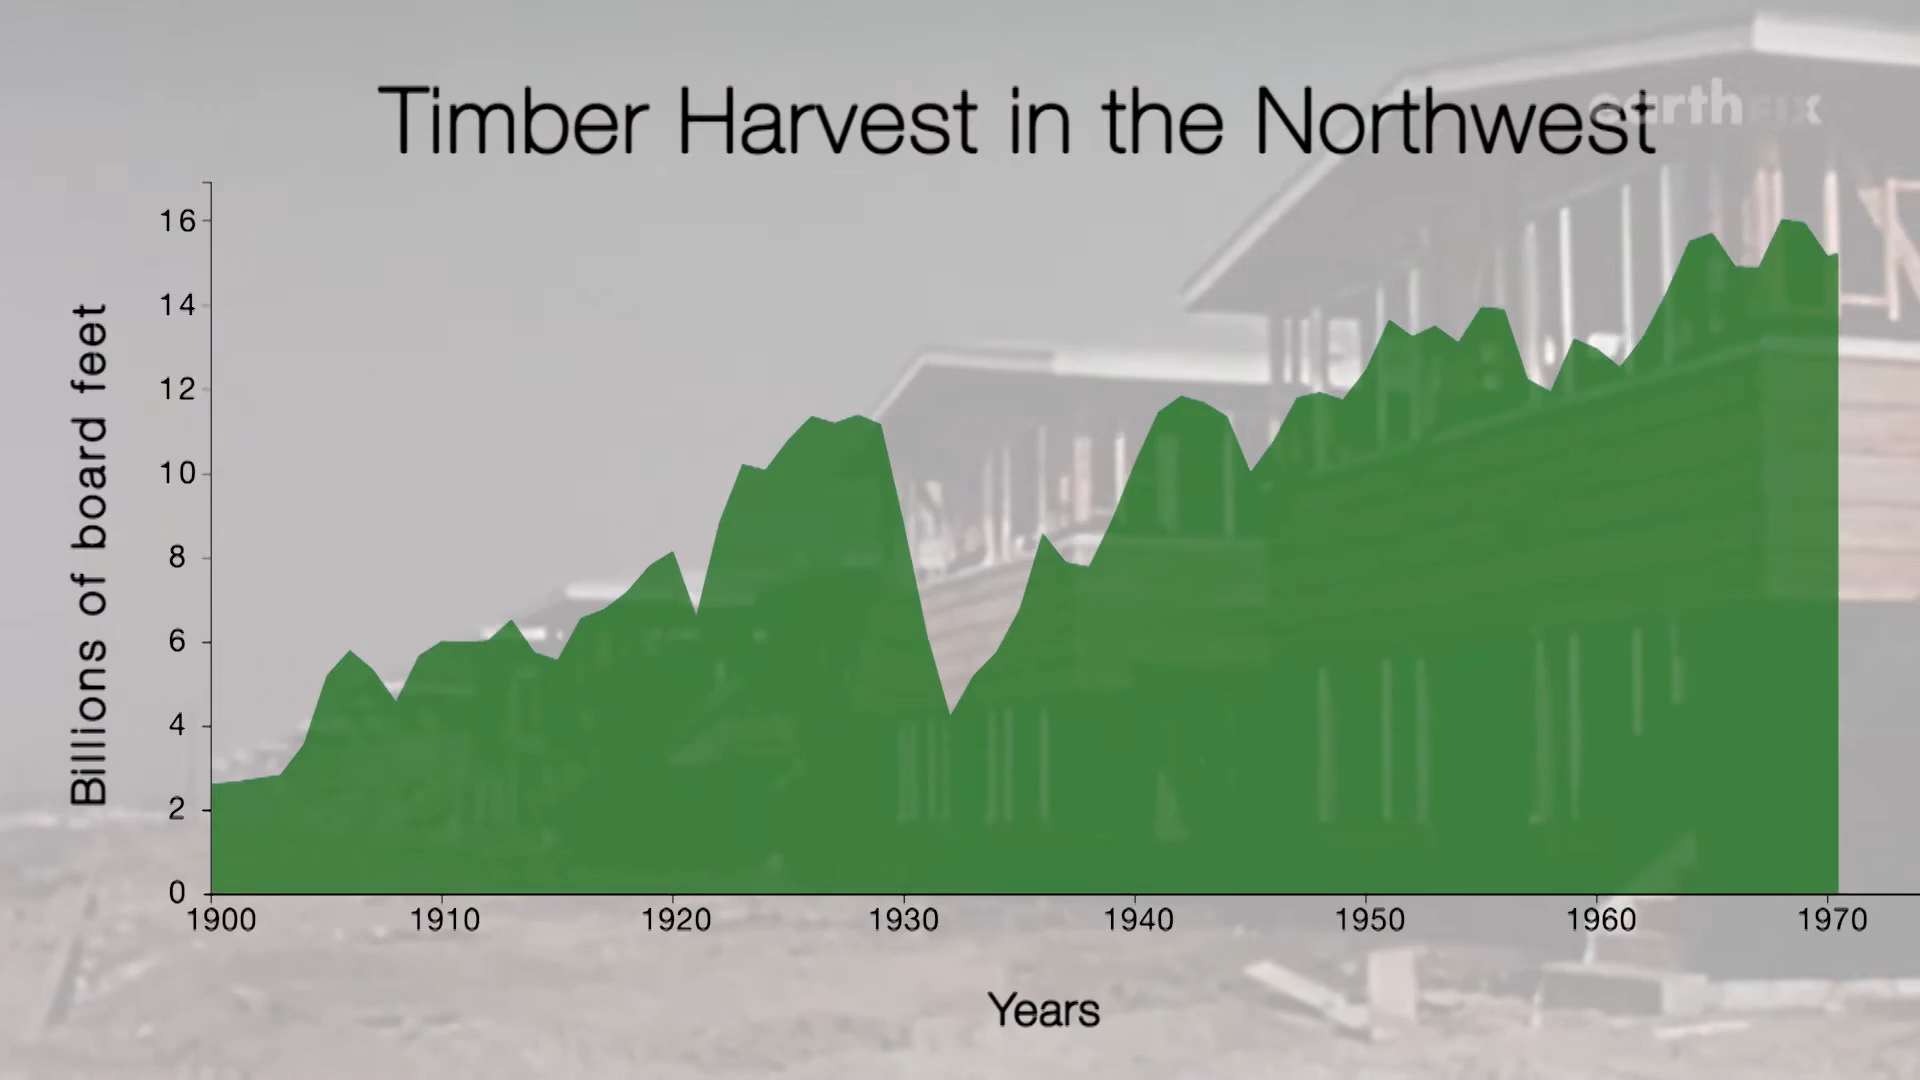 Timber Harvest in the Northwest
earthFIX
Billions of board feet
16
14
12
10
8
6
4
2
0
1900 1910 1920 1930 1940 1950 1960 1970
Years